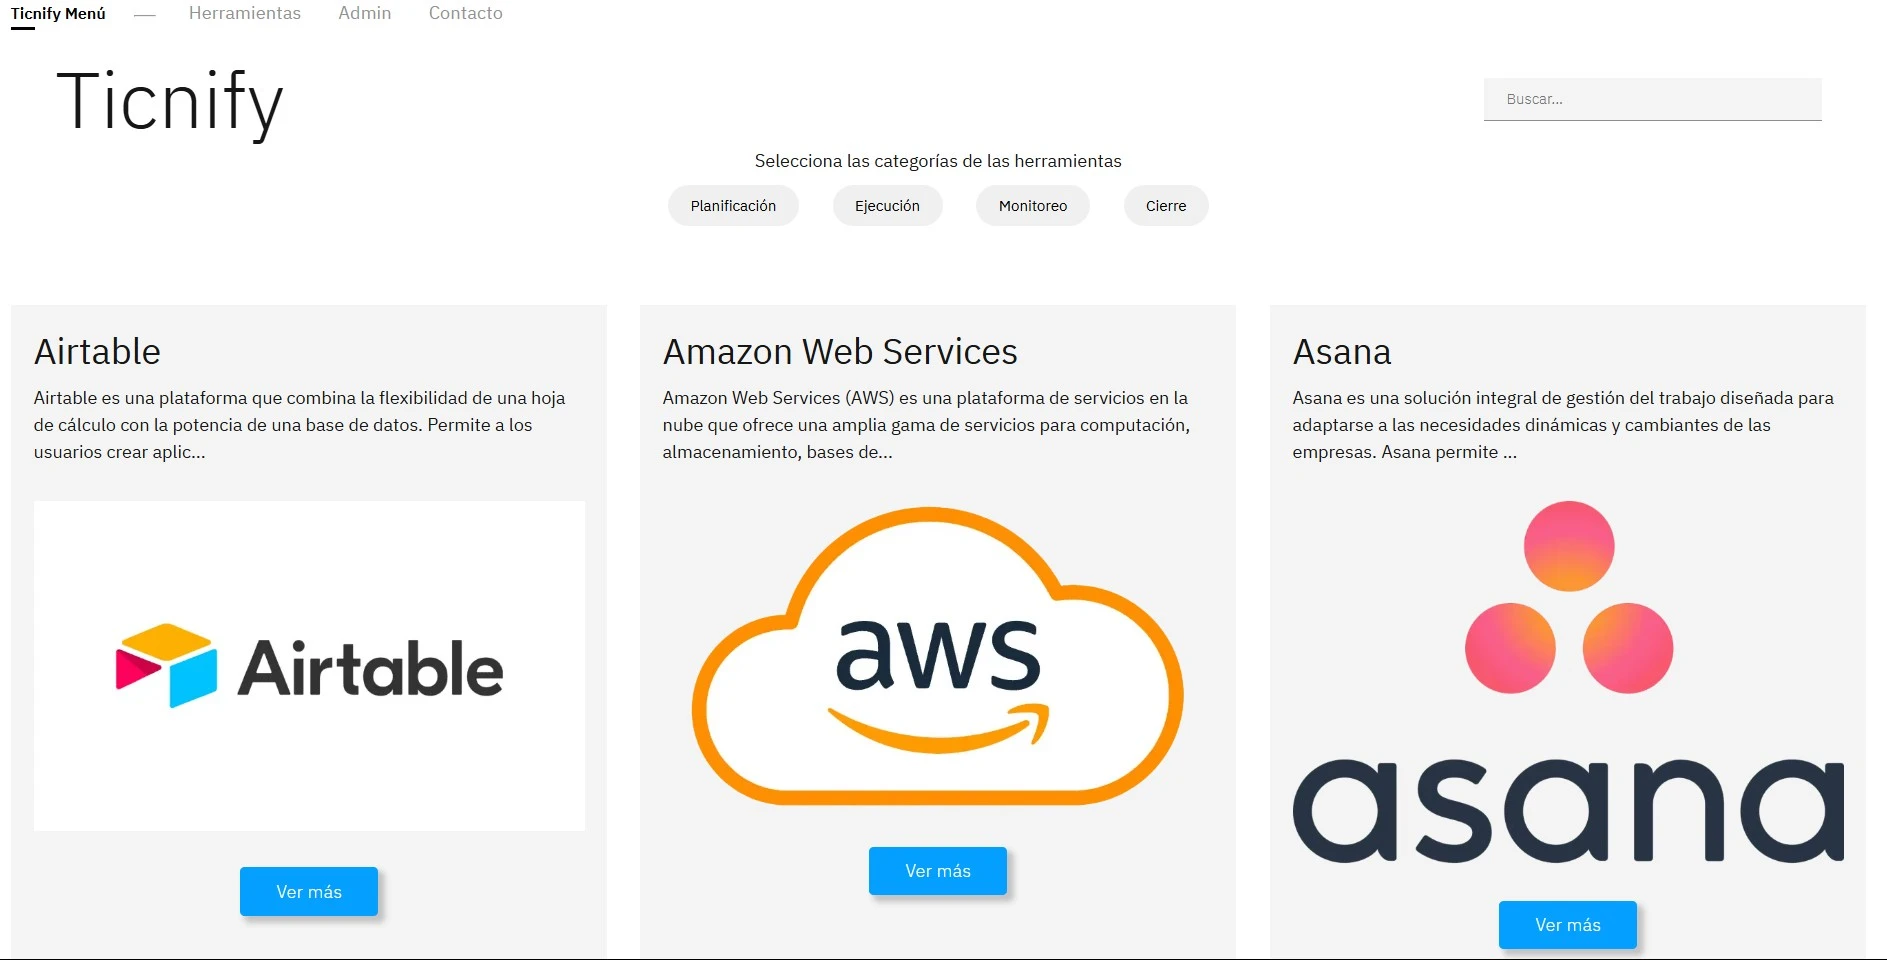 Ticnify Menú Herramientas Admin Contacto
Ticnify
Buscar...
Selecciona las categorías de las herramientas
Planificación Ejecución Monitoreo Cierre
Airtable
Airtable es una plataforma que combina la flexibilidad de una hoja
de cálculo con la potencia de una base de datos. Permite a los
usuarios crear aplic...
Airtable
Ver más
Amazon Web Services
Amazon Web Services (AWS) es una plataforma de servicios en la
nube que ofrece una amplia gama de servicios para computación,
almacenamiento, bases de...
aws
Ver más
Asana
Asana es una solución integral de gestión del trabajo diseñada para
adaptarse a las necesidades dinámicas y cambiantes de las
empresas. Asana permite ...
asana
Ver más